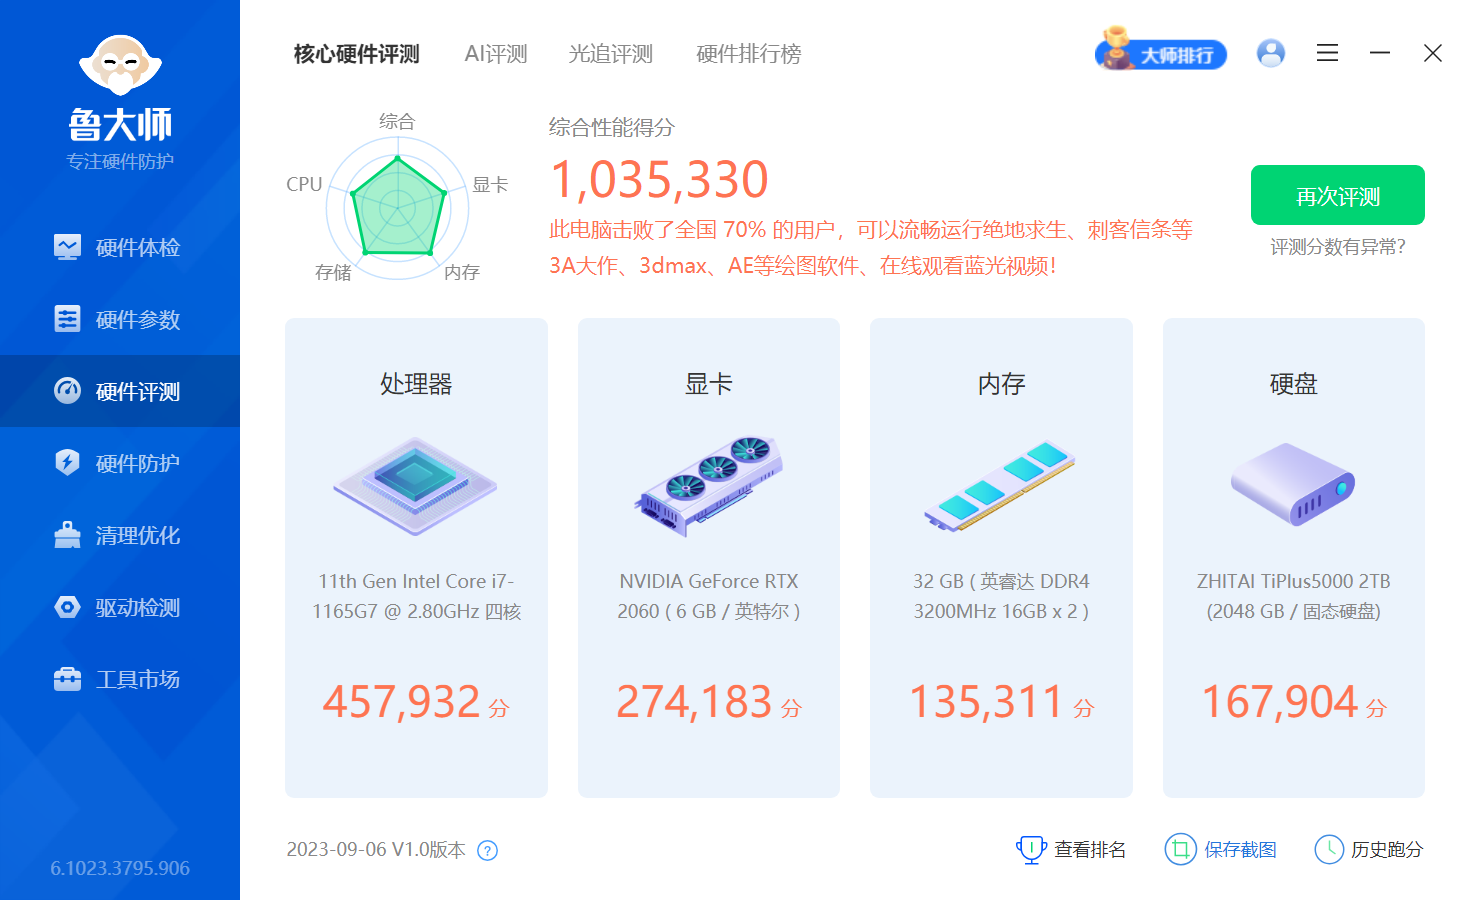 鲁大师
专注硬件防护
硬件体检
硬件参数
硬件评测
硬件防护
清理优化
驱动检测
工具市场
6.1023.3795.906
核心硬件评测 AI评测 光追评测 硬件排行榜
大师排行
综合
CPU
显卡
存储
内存
综合性能得分
1,035,330
此电脑击败了全国 70% 的用户，可以流畅运行绝地求生、刺客信条等
3A大作、3dmax、AE等绘图软件、在线观看蓝光视频！
再次评测
评测分数有异常？
处理器
11th Gen Intel Core i7-
1165G7 @ 2.80GHz 四核
457,932 分
显卡
NVIDIA GeForce RTX
2060 ( 6 GB / 英特尔 )
274,183 分
内存
32 GB ( 英睿达 DDR4
3200MHz 16GB x 2 )
135,311 分
硬盘
ZHITAI TiPlus5000 2TB
(2048 GB / 固态硬盘)
167,904 分
2023-09-06 V1.0版本 ?
查看排名
保存截图
历史跑分